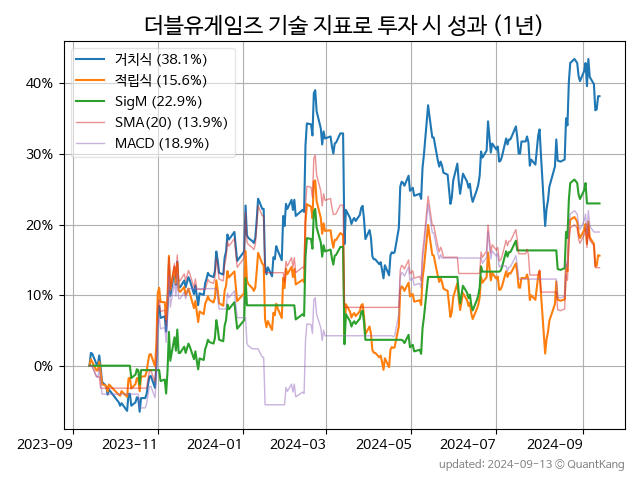 더블유게임즈 기술 지표로 투자 시 성과 (1년)
거치식 (38.1%)
적립식 (15.6%)
SigM (22.9%)
SMA(20) (13.9%)
MACD (18.9%)
40%
30%
20%
10%
0%
2023-09 2023-11 2024-01 2024-03 2024-05 2024-07 2024-09
updated: 2024-09-13 © QuantKang